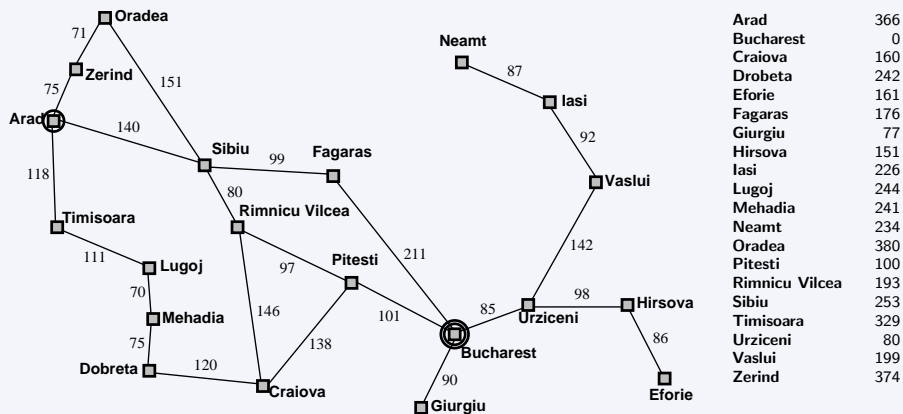 Oradea
71
Neamt
Zerind
87
75
151
Iasi
Arad
140
92
Sibiu
99
Fagaras
118
80
Vaslui
Timisoara
Rimnicu Vilcea
142
111
211
Lugoj
97
Pitesti
70
98
Hirsova
85
Mehadia
146
101
Urziceni
86
75
138
Bucharest
Dobreta
120
90
Craiova
Eforie
Giurgiu
Arad 366
Bucharest 0
Craiova 160
Drobeta 242
Eforie 161
Fagaras 176
Giurgiu 77
Hirsova 151
Iasi 226
Lugoj 244
Mehadia 241
Neamt 234
Oradea 380
Pitesti 100
Rimnicu Vilcea 193
Sibiu 253
Timisoara 329
Urziceni 80
Vaslui 199
Zerind 374